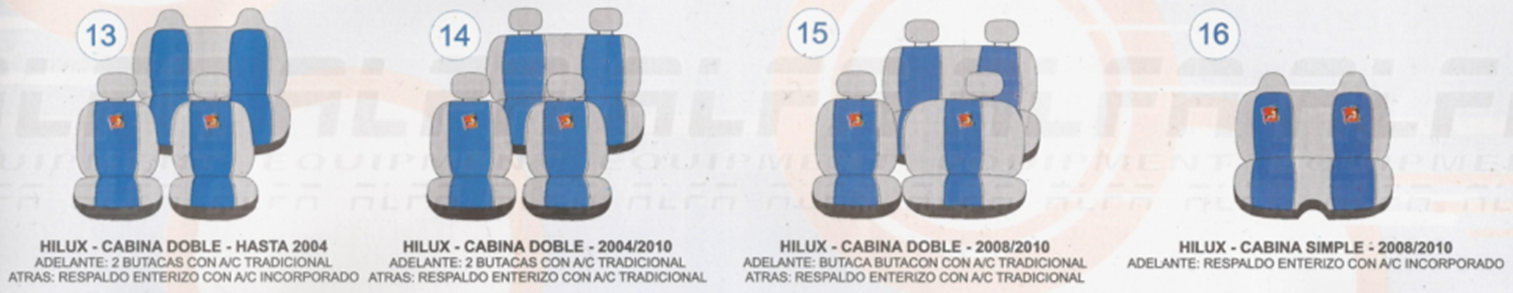 13
HILUX - CABINA DOBLE - HASTA 2004
ADELANTE: 2 BUTACAS CON A/C TRADICIONAL
ATRAS: RESPALDO ENTERIZO CON A/C INCORPORADO
14
HILUX - CABINA DOBLE - 2004/2010
ADELANTE: 2 BUTACAS CON A/C TRADICIONAL
ATRAS: RESPALDO ENTERIZO CON A/C TRADICIONAL
15
HILUX - CABINA DOBLE - 2008/2010
ADELANTE: BUTACA BUTACON CON A/C TRADICIONAL
ATRAS: RESPALDO ENTERIZO CON A/C TRADICIONAL
16
HILUX - CABINA SIMPLE - 2008/2010
ADELANTE: RESPALDO ENTERIZO CON A/C INCORPORADO